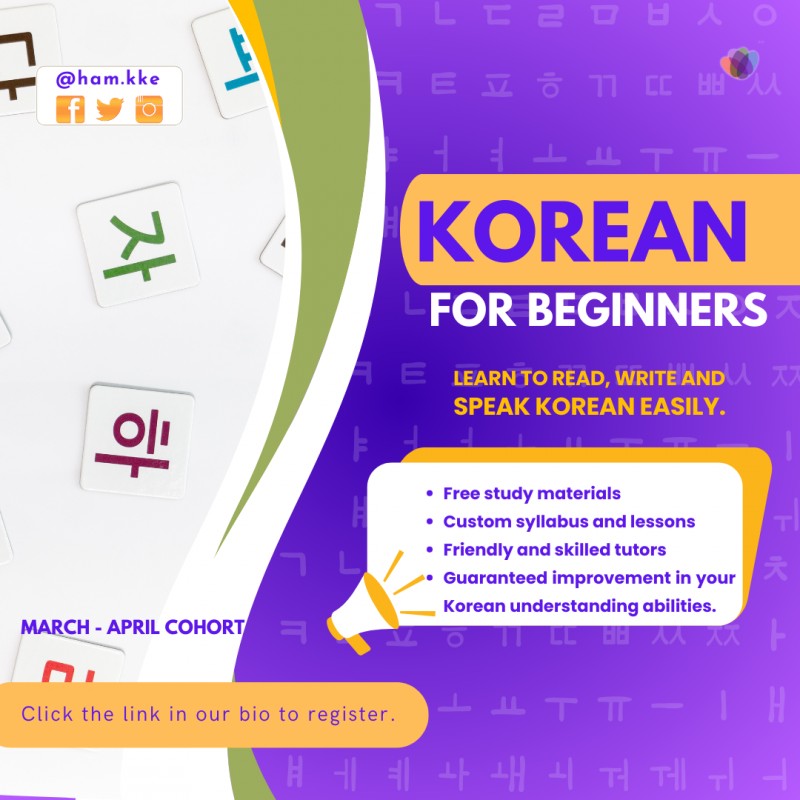 @ham.kke
ㄱ ㄴ ㄷ ㄹ ㅁ ㅂ ㅅ ㅇ
ㅋ ㅌ ㅍ ㅎ ㄲ ㄸ ㅃ ㅆ
ㅑ ㅓ ㅕ ㅗ ㅛ ㅜ ㅠ ㅡ
자
하
KOREAN
FOR BEGINNERS
LEARN TO READ, WRITE AND
SPEAK KOREAN EASILY.
• Free study materials
• Custom syllabus and lessons
• Friendly and skilled tutors
• Guaranteed improvement in your
Korean understanding abilities.
MARCH - APRIL COHORT
Click the link in our bio to register.